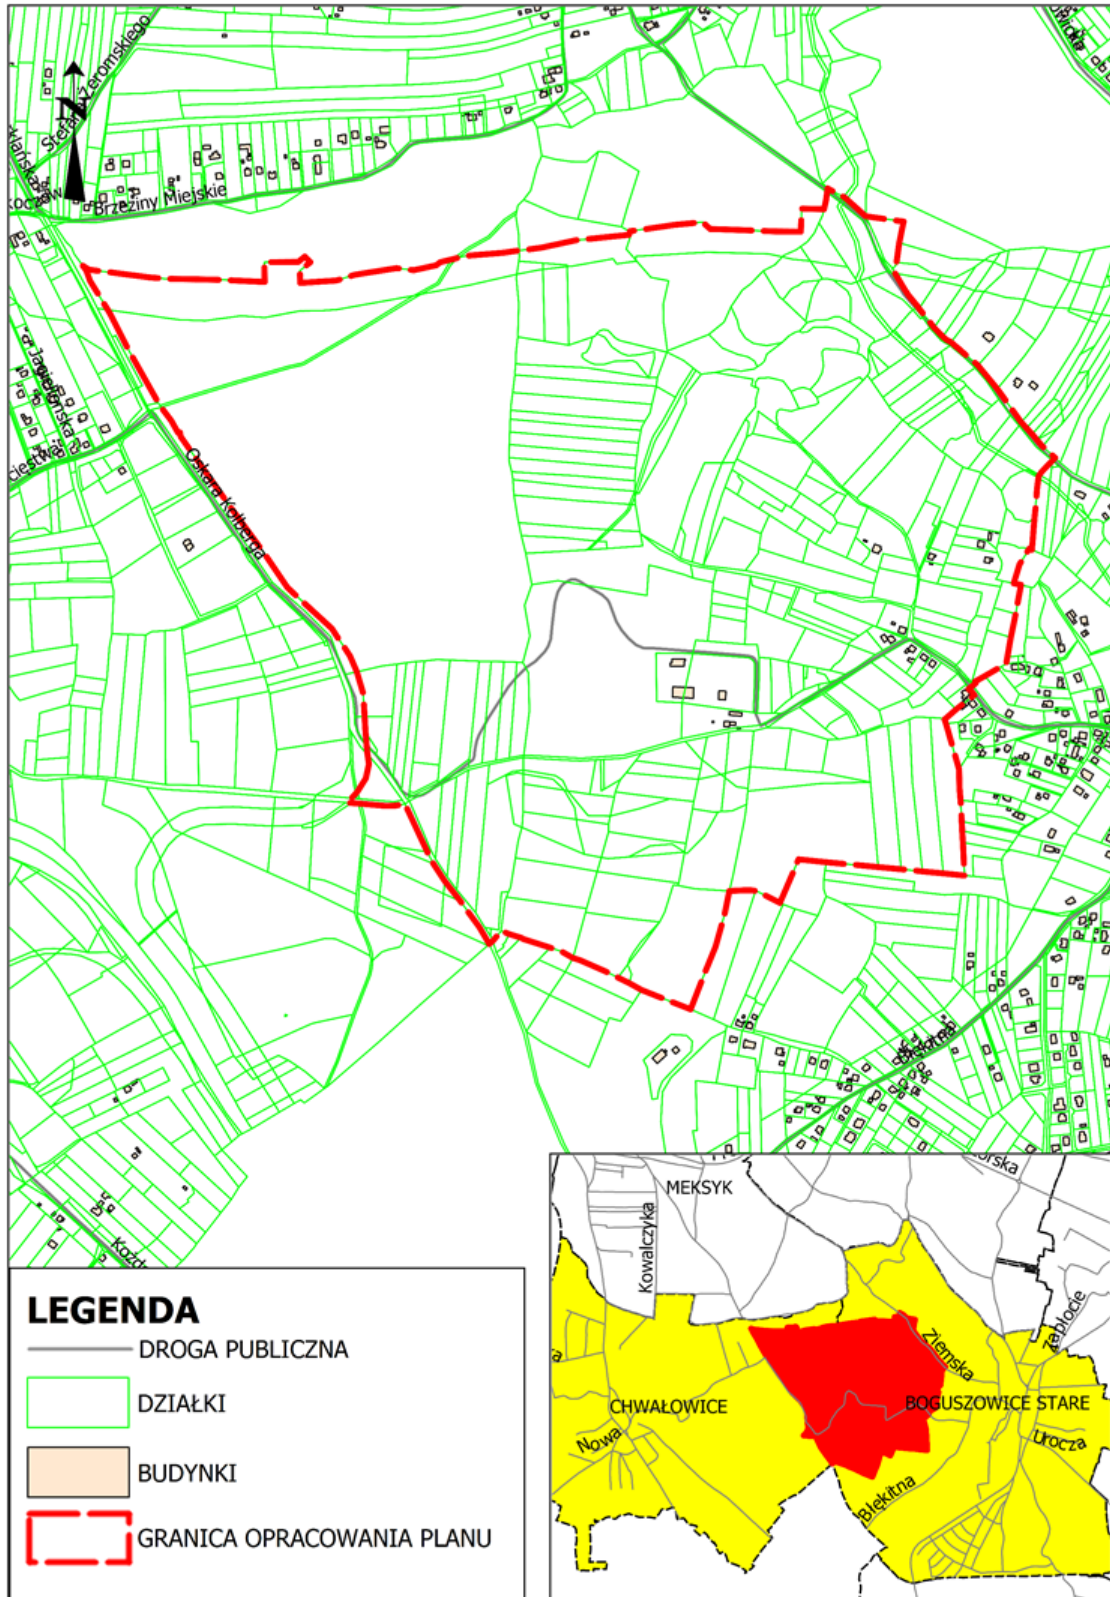 Stefana Żeromskiego
N
Brzeziny Miejskie
Jagiellońska
Oskara Kolberga
Błękitna
LEGENDA
DROGA PUBLICZNA
DZIAŁKI
BUDYNKI
GRANICA OPRACOWANIA PLANU
MEKSYK
Kowalczyka
Zabłocie
Ziemska
CHWAŁOWICE
BOGUSZOWICE STARE
Nowa
Urocza
Błękitna